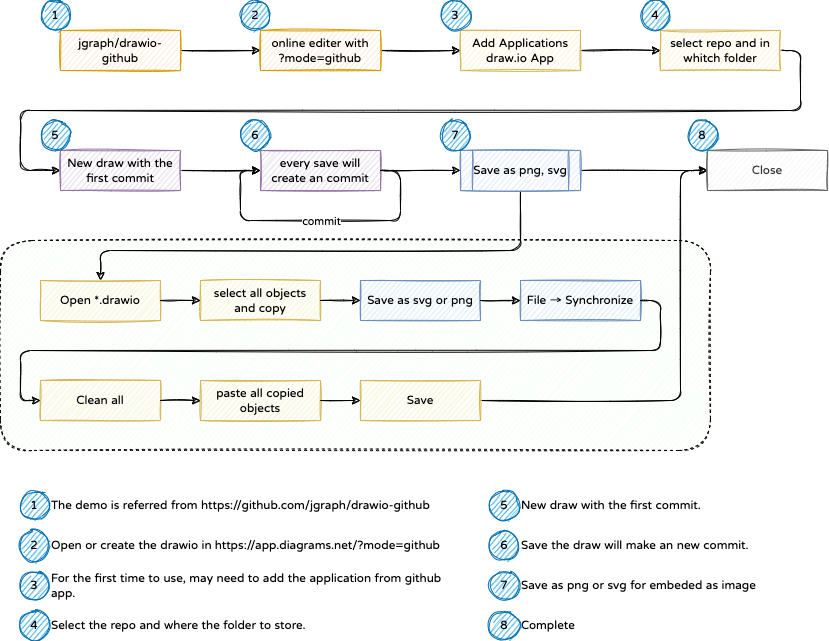 1
2
3
4
jgraph/drawio-
github
online editer with
?mode=github
Add Applications
draw.io App
select repo and in
whitch folder
5
6
7
8
New draw with the
first commit
every save will
create an commit
Save as png, svg
Close
commit
Open *.drawio
select all objects
and copy
Save as svg or png
File → Synchronize
Clean all
paste all copied
objects
Save
1 The demo is referred from https://github.com/jgraph/drawio-github
2 Open or create the drawio in https://app.diagrams.net/?mode=github
3 For the first time to use, may need to add the application from github
app.
4 Select the repo and where the folder to store.
5 New draw with the first commit.
6 Save the draw will make an new commit.
7 Save as png or svg for embeded as image
8 Complete